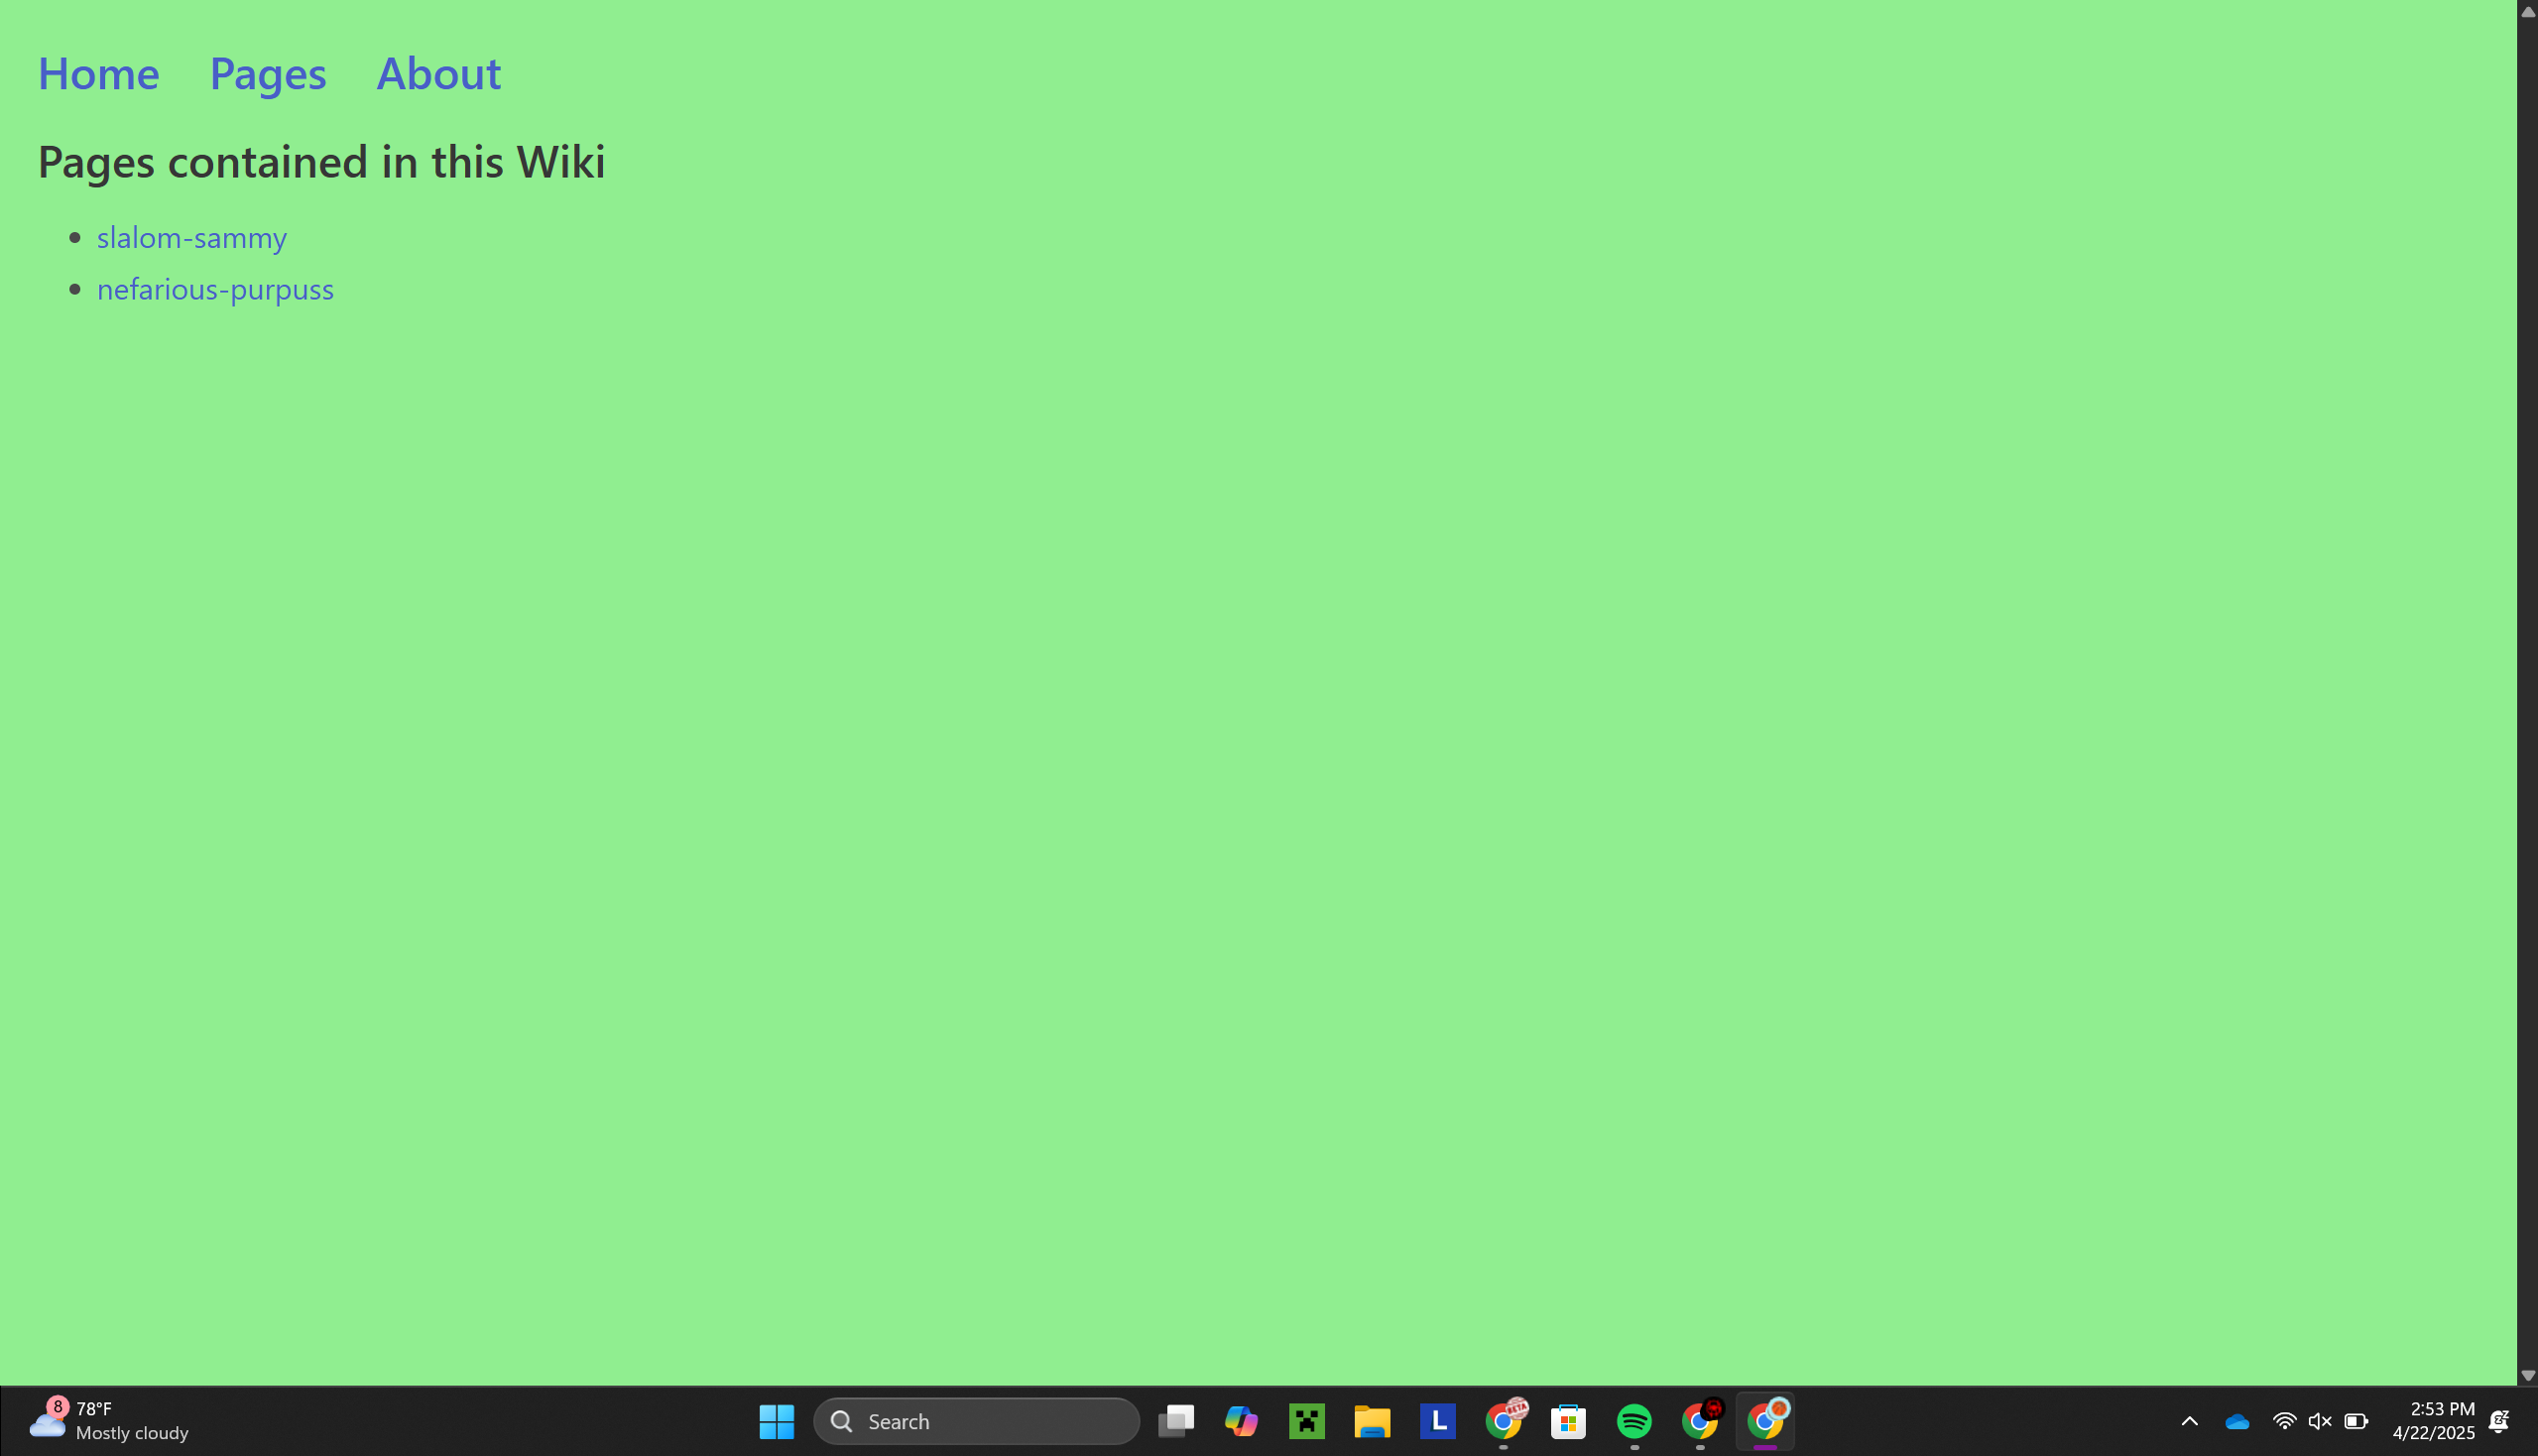 Home Pages About
Pages contained in this Wiki
slalom-sammy
nefarious-purpuss
8
78°F
Mostly cloudy
Search
L
BETA
2:53 PM
4/22/2025